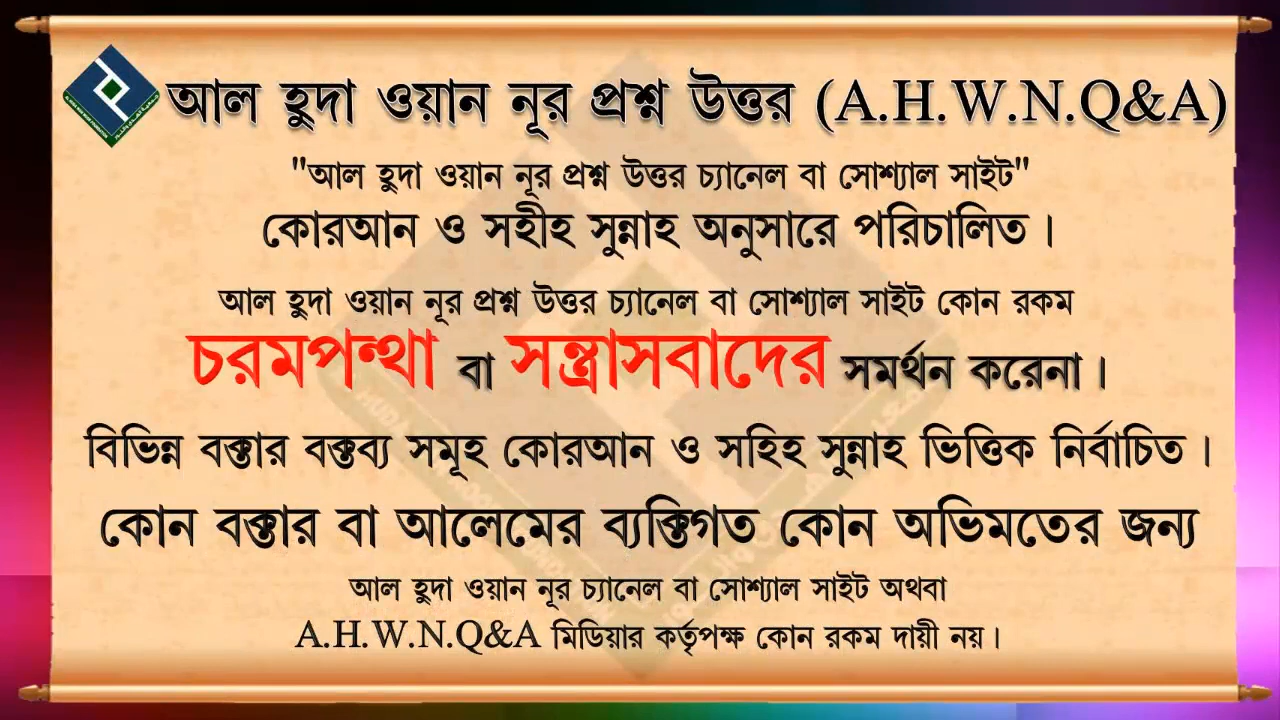 আল হুদা ওয়ান নূর প্রশ্ন উত্তর (A.H.W.N.Q&A)
"আল হুদা ওয়ান নূর প্রশ্ন উত্তর চ্যানেল বা সোশ্যাল সাইট"
কোরআন ও সহীহ সুন্নাহ অনুসারে পরিচালিত।
আল হুদা ওয়ান নূর প্রশ্ন উত্তর চ্যানেল বা সোশ্যাল সাইট কোন রকম
চরমপন্থা বা সন্ত্রাসবাদের সমর্থন করেনা।
বিভিন্ন বক্তার বক্তব্য সমূহ কোরআন ও সহিহ সুন্নাহ ভিত্তিক নির্বাচিত।
কোন বক্তার বা আলেমের ব্যক্তিগত কোন অভিমতের জন্য
আল হুদা ওয়ান নূর চ্যানেল বা সোশ্যাল সাইট অথবা
A.H.W.N.Q&A মিডিয়ার কর্তৃপক্ষ কোন রকম দায়ী নয়।